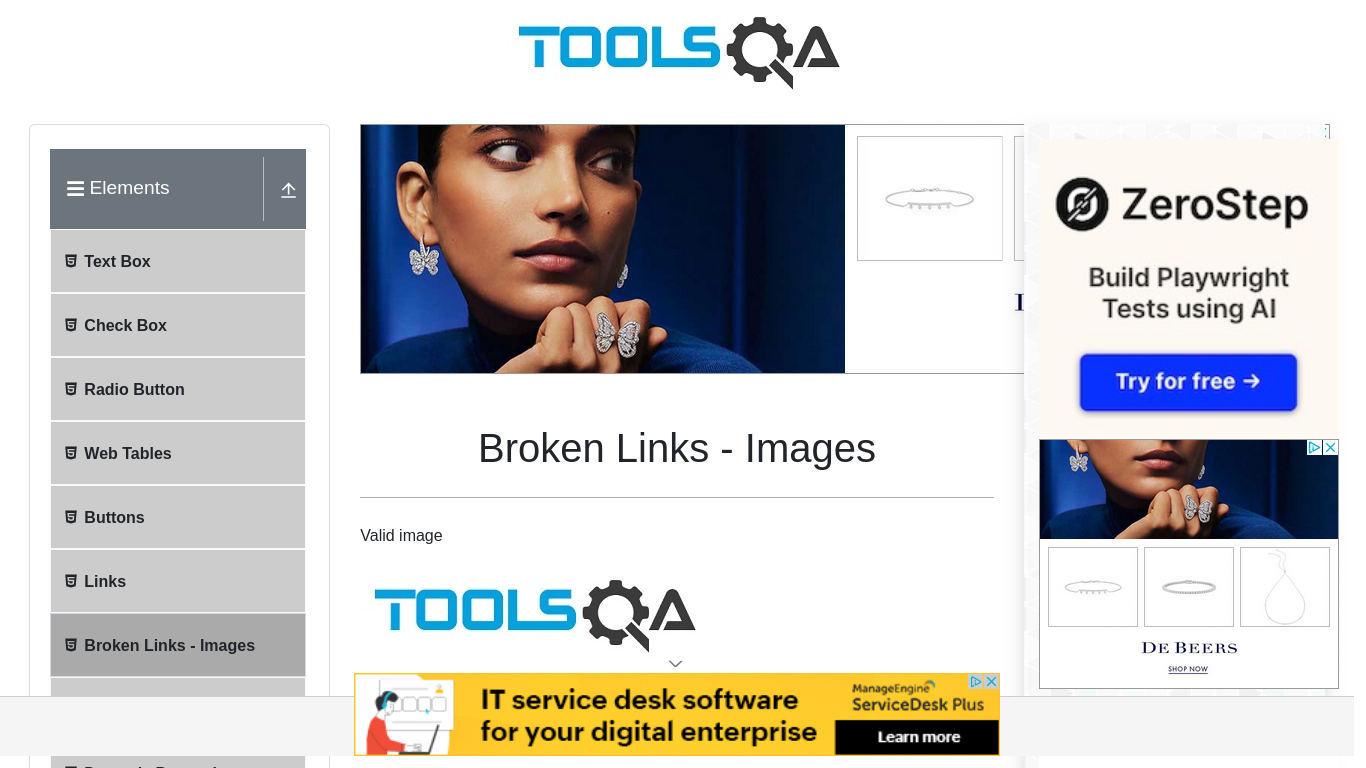 TOOLSQA
Elements
Text Box
Check Box
Radio Button
Web Tables
Buttons
Links
Broken Links - Images
Broken Links - Images
Valid image
TOOLSQA
ZeroStep
Build Playwright
Tests using AI
Try for free →
DE BEERS
SHOP NOW
IT service desk software
for your digital enterprise
ManageEngine
ServiceDesk Plus
Learn more